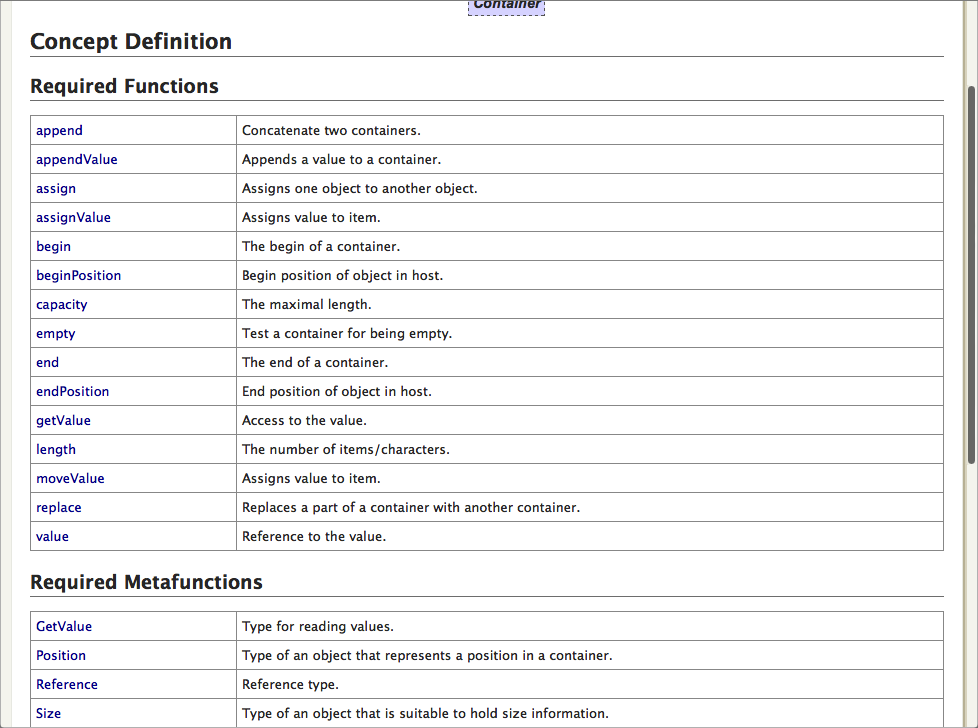 Container
Concept Definition
Required Functions
append Concatenate two containers.
appendValue Appends a value to a container.
assign Assigns one object to another object.
assignValue Assigns value to item.
begin The begin of a container.
beginPosition Begin position of object in host.
capacity The maximal length.
empty Test a container for being empty.
end The end of a container.
endPosition End position of object in host.
getValue Access to the value.
length The number of items/characters.
moveValue Assigns value to item.
replace Replaces a part of a container with another container.
value Reference to the value.
Required Metafunctions
GetValue Type for reading values.
Position Type of an object that represents a position in a container.
Reference Reference type.
Size Type of an object that is suitable to hold size information.